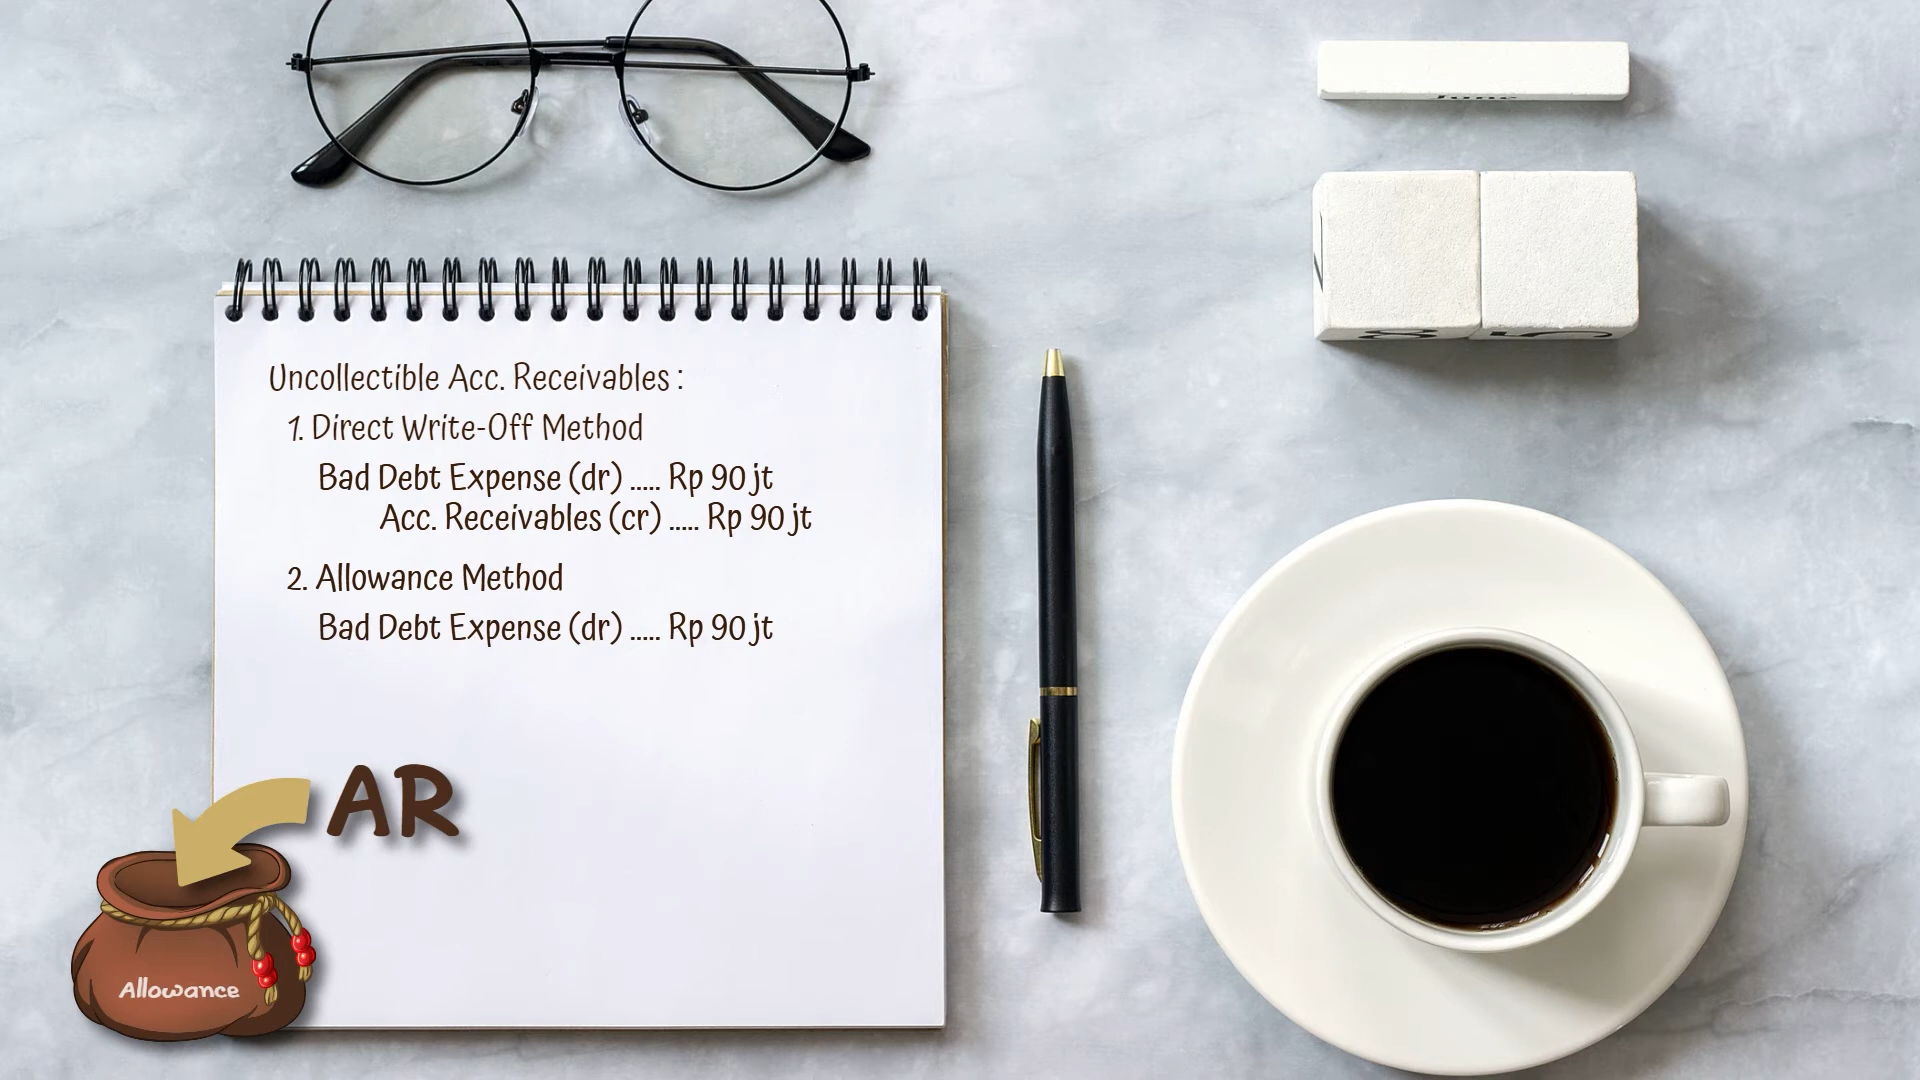 Uncollectible Acc. Receivables :
1. Direct Write-Off Method
Bad Debt Expense (dr) ..... Rp 90 jt
Acc. Receivables (cr) ..... Rp 90 jt
2. Allowance Method
Bad Debt Expense (dr) ..... Rp 90 jt
AR
Allowance